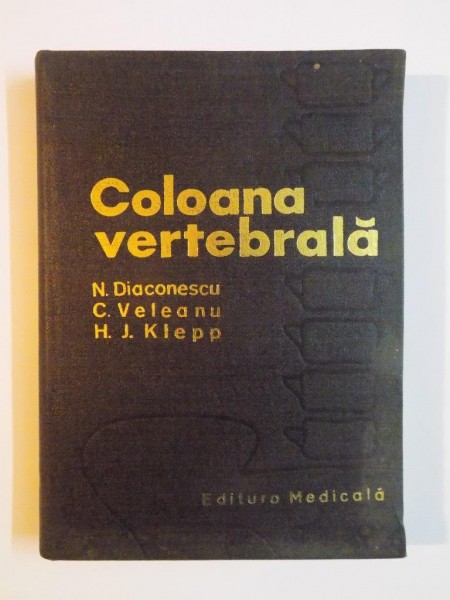 Coloana
vertebrală
N. Diaconescu
C. Veleanu
H. J. Klepp
Editura Medicală